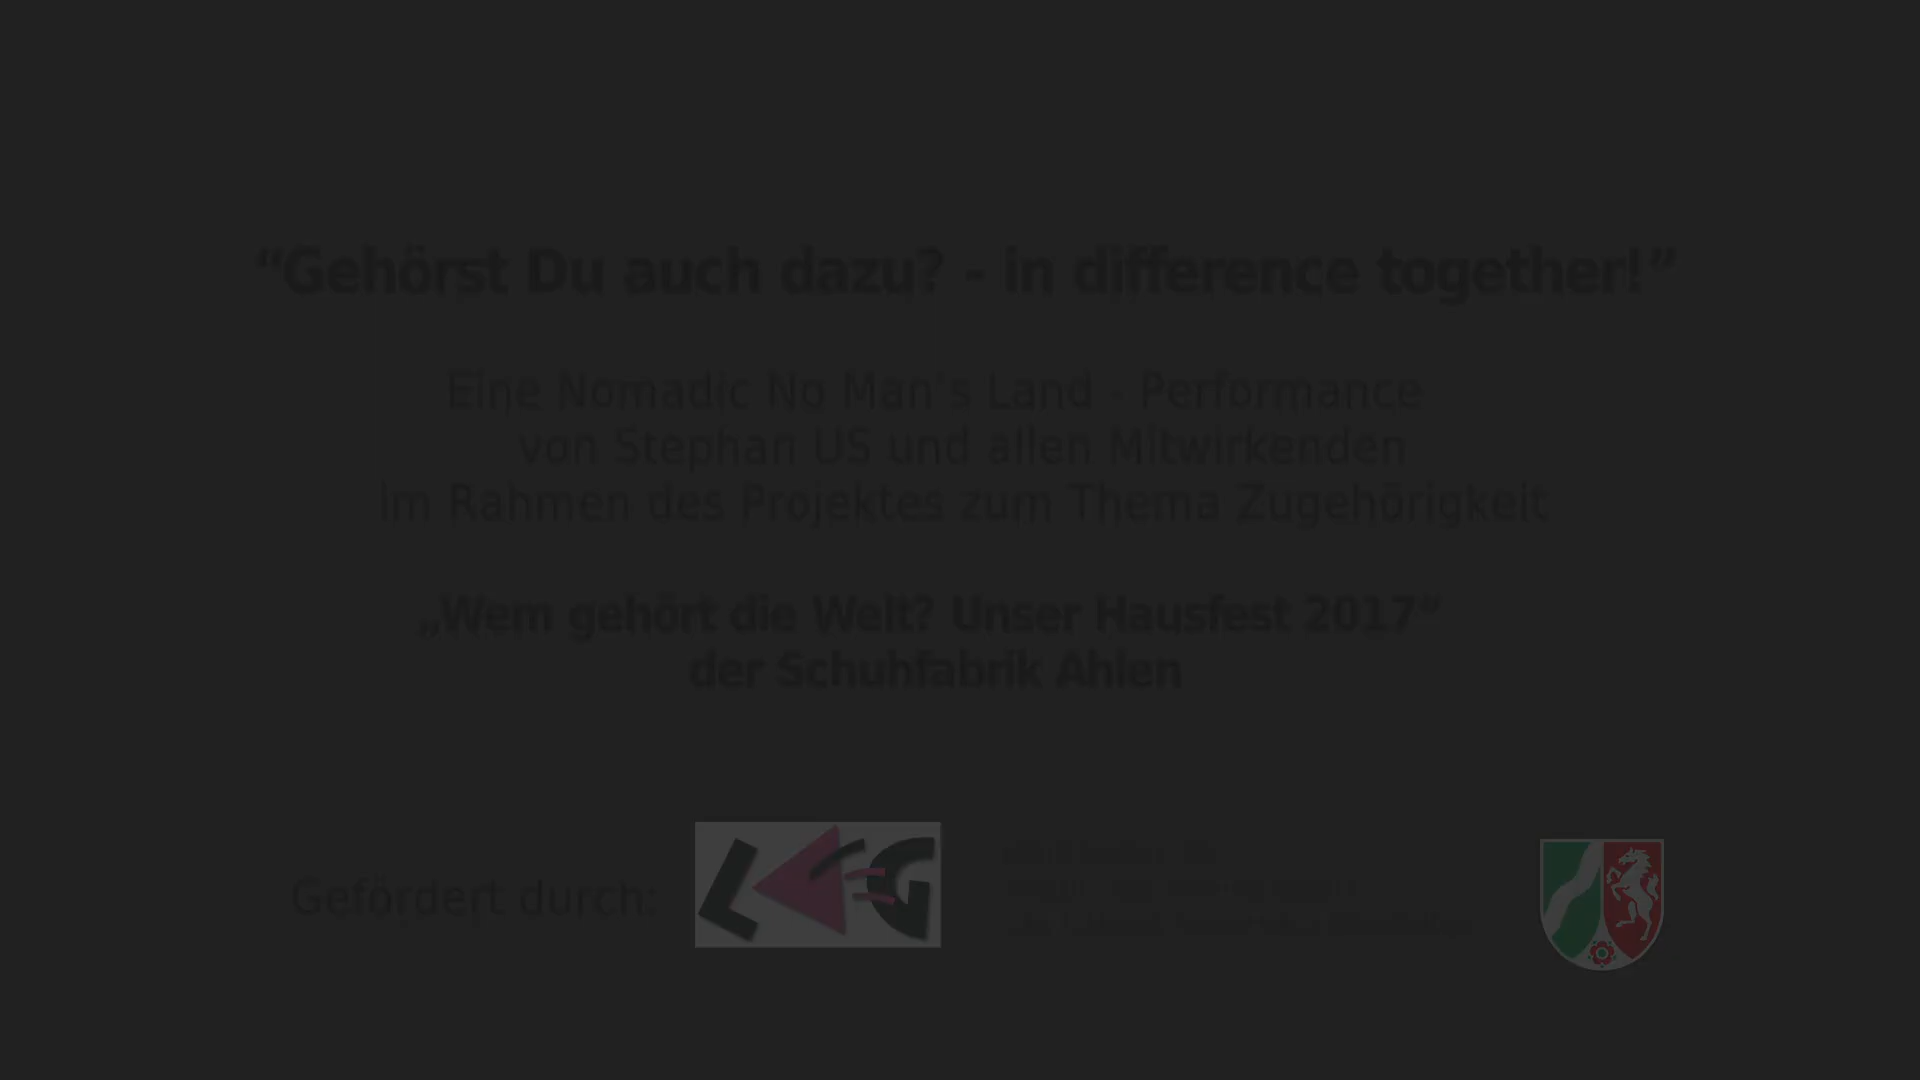 “Gehörst Du auch dazu? - in difference together!”
Eine Nomadic No Man's Land - Performance
von Stephan US und allen Mitwirkenden
im Rahmen des Projektes zum Thema Zugehörigkeit
„Wem gehört die Welt? Unser Hausfest 2017“
der Schuhfabrik Ahlen
Gefördert durch:
LAG